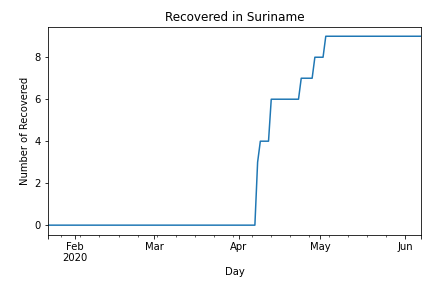 Recovered in Suriname
Number of Recovered
8
6
4
2
0
Feb
2020
Mar
Apr
May
Jun
Day